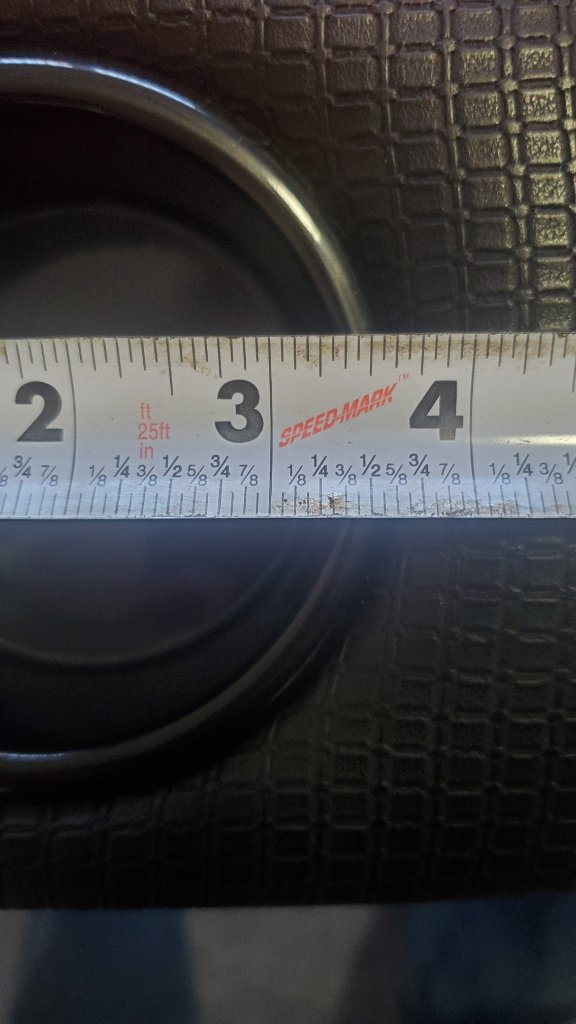 2 ft 3 SPEED-MARK™ 4
25ft
in
⅛ ¾ ⅞ ⅛ ¼ ⅜ ½ ⅝ ¾ ⅞ ⅛ ¼ ⅜ ½ ⅝ ¾ ⅞ ⅛ ¼ ⅜